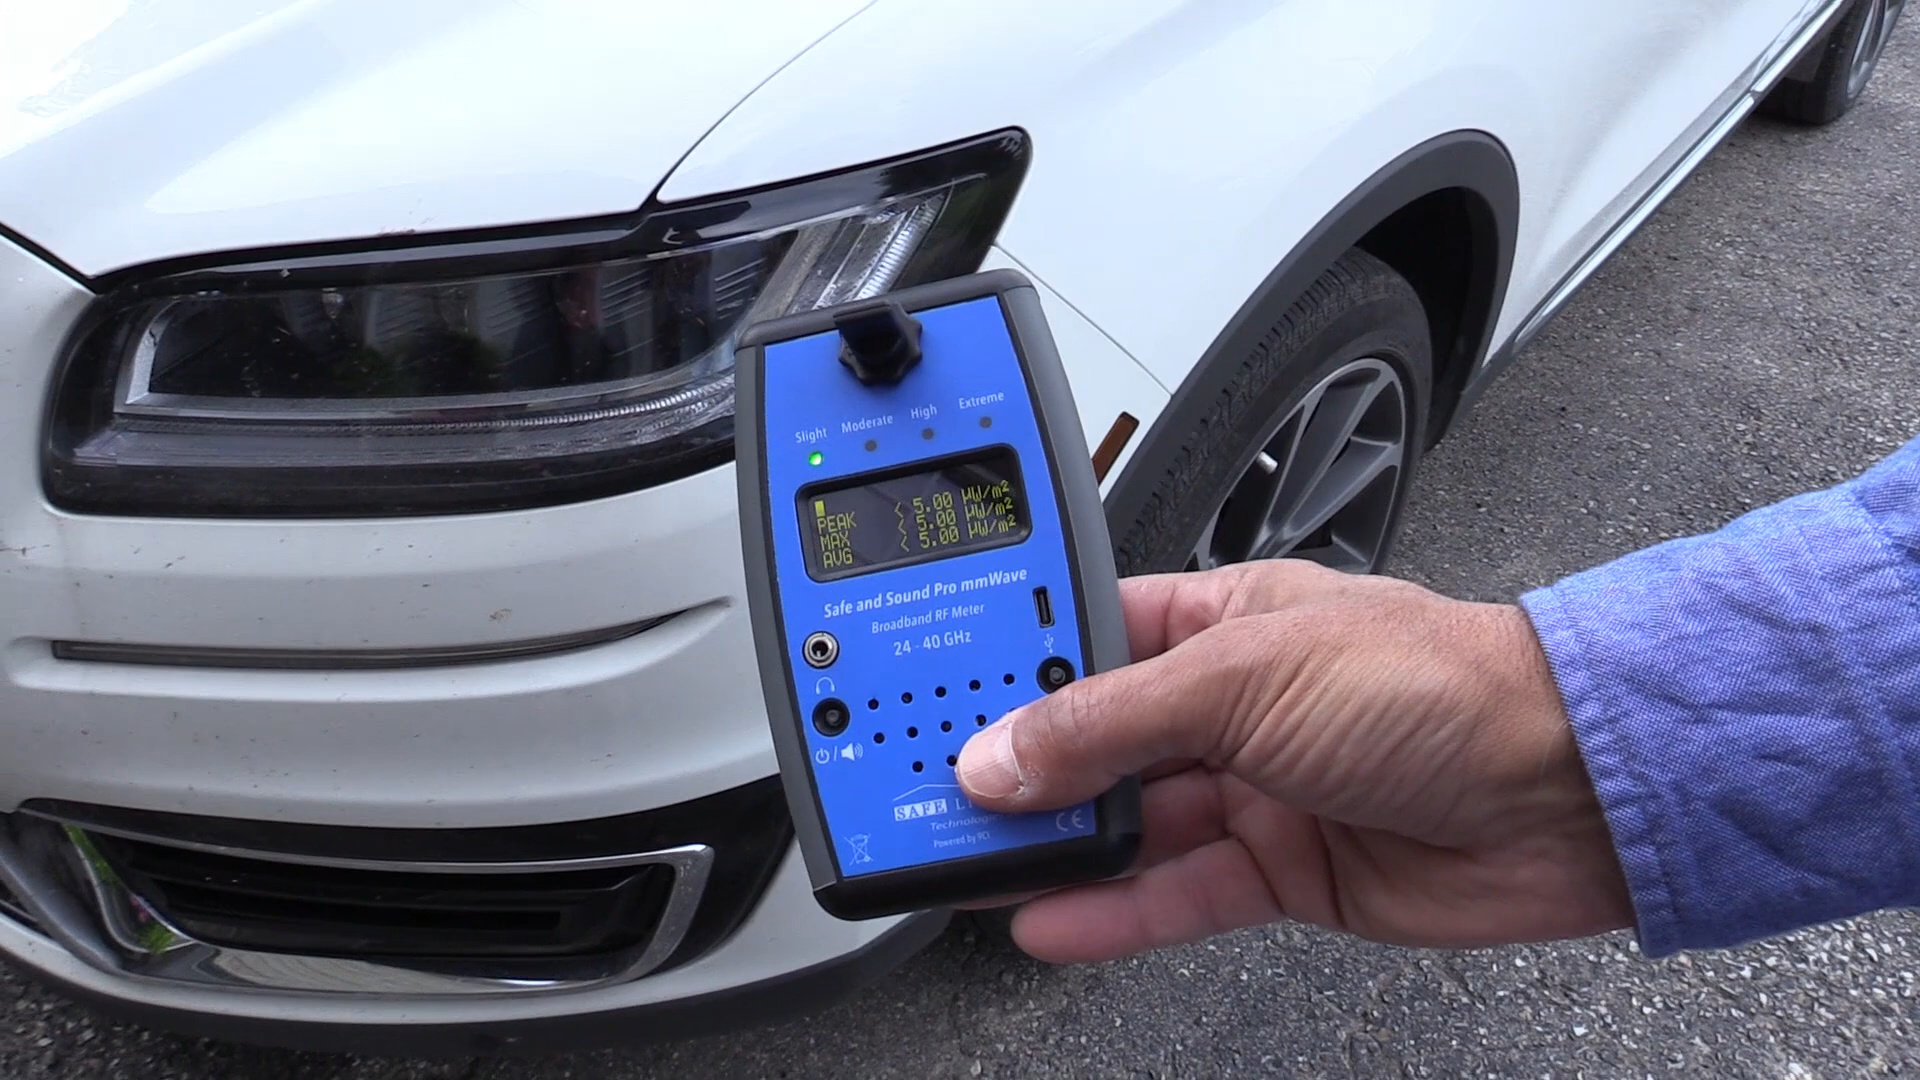 Slight Moderate High Extreme
< 5.00 µW/m²
PEAK < 5.00 µW/m²
MAX < 5.00 µW/m²
AVG
Safe and Sound Pro mmWave
Broadband RF Meter
24 - 40 GHz
SAFE
Powered by 9CI
CE